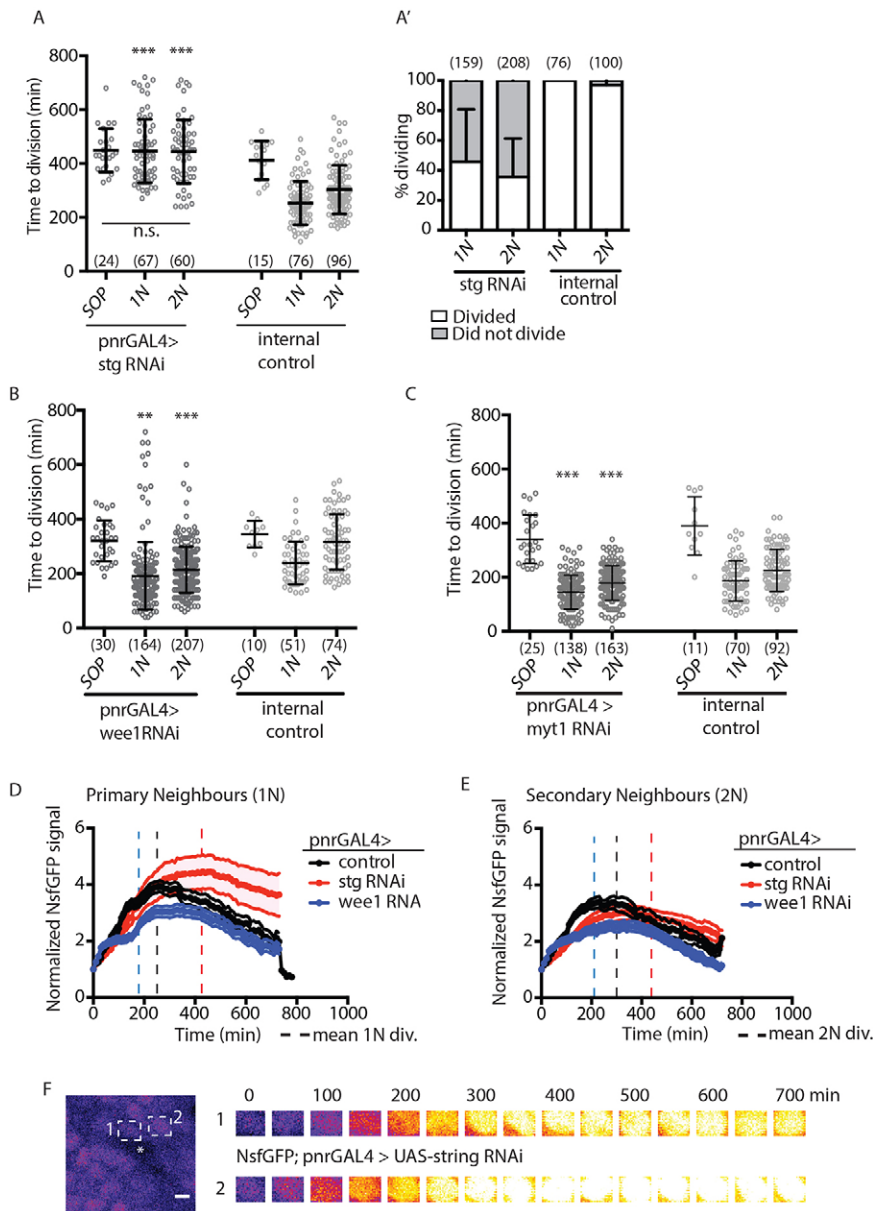 A
Time to division (min)
800
600
400
200
0
*** ***
n.s.
(24) (67) (60) (15) (76) (96)
SOP 1N 2N SOP 1N 2N
pnrGAL4>
stg RNAi
internal
control
A'
(159) (208) (76) (100)
% dividing
100
80
60
40
20
0
1N 2N 1N 2N
stg RNAi
internal
control
Divided
Did not divide
B
Time to division (min)
800
600
400
200
0
** ***
(30) (164) (207) (10) (51) (74)
SOP 1N 2N SOP 1N 2N
pnrGAL4>
wee1RNAi
internal
control
C
Time to division (min)
800
600
400
200
0
*** ***
(25) (138) (163) (11) (70) (92)
SOP 1N 2N SOP 1N 2N
pnrGAL4 >
myt1 RNAi
internal
control
D
Primary Neighbours (1N)
Normalized NsfGFP signal
6
4
2
0
0 200 400 600 800 1000
Time (min)
pnrGAL4>
control
stg RNAi
wee1 RNA
mean 1N div.
E
Secondary Neighbours (2N)
Normalized NsfGFP signal
6
4
2
0
0 200 400 600 800 1000
Time (min)
pnrGAL4>
control
stg RNAi
wee1 RNAi
mean 2N div.
F
1 2
*
0 100 200 300 400 500 600 700 min
1
NsfGFP; pnrGAL4 > UAS-string RNAi
2